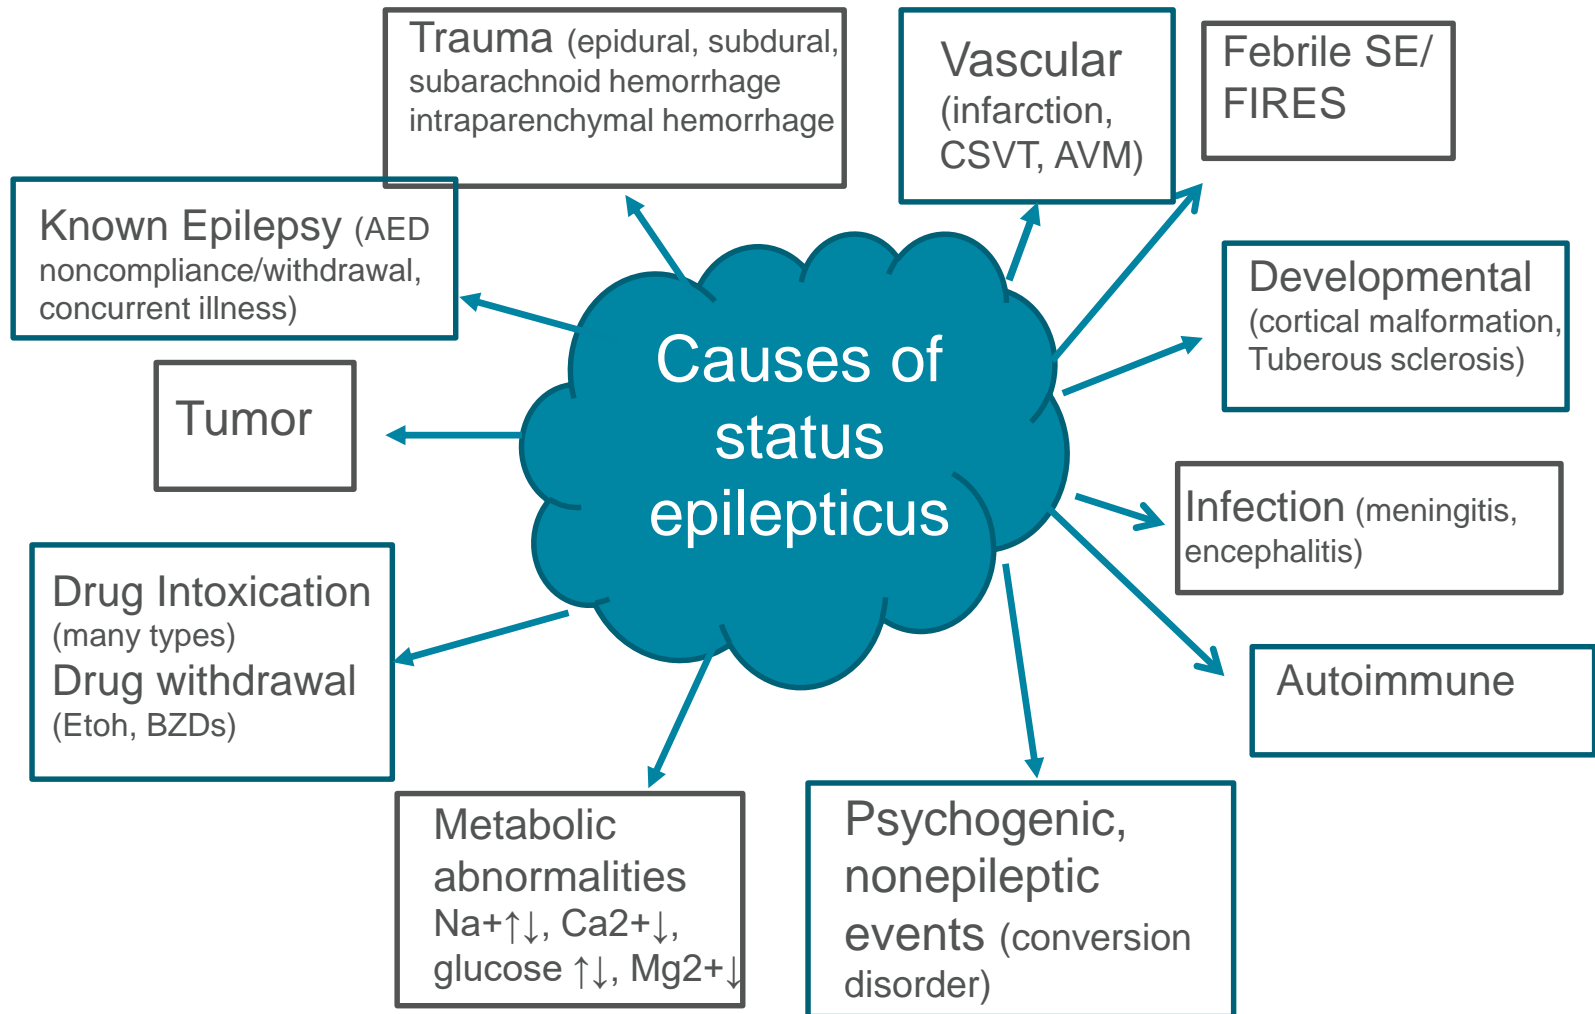 Trauma (epidural, subdural,
subarachnoid hemorrhage
intraparenchymal hemorrhage
Vascular
(infarction,
CSVT, AVM)
Febrile SE/
FIRES
Known Epilepsy (AED
noncompliance/withdrawal,
concurrent illness)
Developmental
(cortical malformation,
Tuberous sclerosis)
Causes of
status
epilepticus
Tumor
Infection (meningitis,
encephalitis)
Drug Intoxication
(many types)
Drug withdrawal
(Etoh, BZDs)
Autoimmune
Metabolic
abnormalities
Na+↑↓, Ca2+↓,
glucose ↑↓, Mg2+↓
Psychogenic,
nonepileptic
events (conversion
disorder)